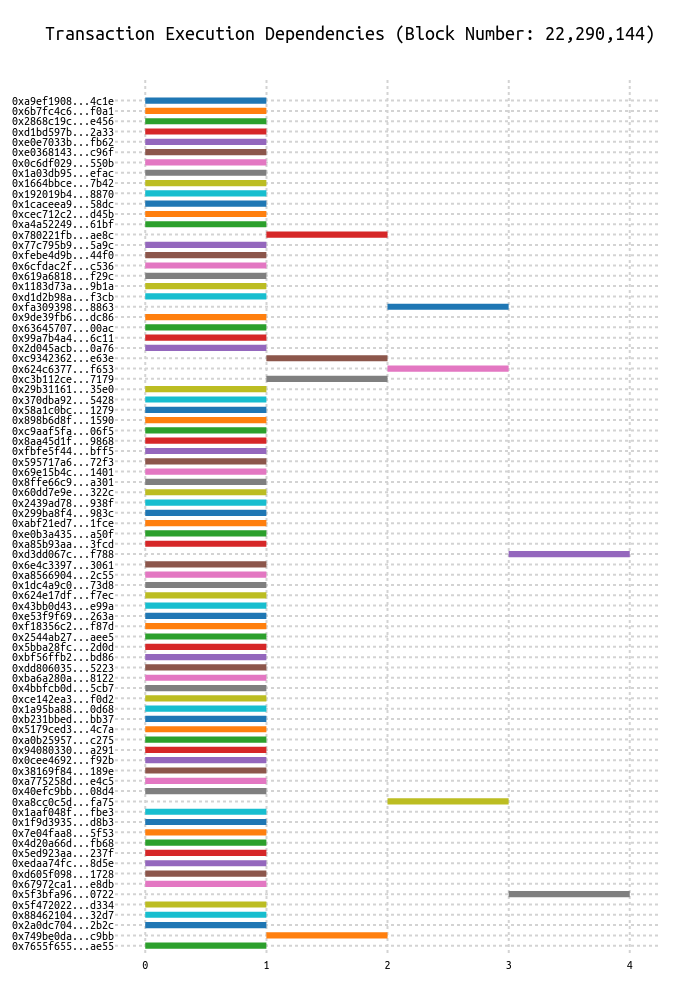 Transaction Execution Dependencies (Block Number: 22,290,144)
0xa9ef1908...4c1e
0x6b7fc4c6...f0a1
0x2868c19c...e456
0xd1bd597b...2a33
0xe0e7033b...fb62
0xe0368143...c96f
0x0c6df029...550b
0x1a03db95...efac
0x1664bbce...7b42
0x192019b4...8870
0x1caceea9...58dc
0xcec712c2...d45b
0xa4a52249...61bf
0x780221fb...ae8c
0x77c795b9...5a9c
0xfebe4d9b...44f0
0x6cfdac2f...c536
0x619a6818...f29c
0x1183d73a...9b1a
0xd1d2b98a...f3cb
0xfa309398...8863
0x9de39fb6...dc86
0x63645707...00ac
0x99a7b4a4...6c11
0x2d045acb...0a76
0xc9342362...e63e
0x624c6377...f653
0xc3b112ce...7179
0x29b31161...35e0
0x370dba92...5428
0x58a1c0bc...1279
0x898b6d8f...1590
0xc9aaf5fa...06f5
0x8aa45d1f...9868
0xfbfe5f44...bff5
0x595717a6...72f3
0x69e15b4c...1401
0x8ffe66c9...a301
0x60dd7e9e...322c
0x2439ad78...938f
0x299ba8f4...983c
0xabf21ed7...1fce
0xe0b3a435...a50f
0xa85b93aa...3fcd
0xd3dd067c...f788
0x6e4c3397...3061
0xa8566904...2c55
0x1dc4a9c0...73d8
0x624e17df...f7ec
0x43bb0d43...e99a
0xe53f9f69...263a
0xf18356c2...f87d
0x2544ab27...aee5
0x5bba28fc...2d0d
0xbf56ffb2...bd86
0xdd806035...5223
0xba6a280a...8122
0x4bbfcb0d...5cb7
0xce142ea3...f0d2
0x1a95ba88...0d68
0xb231bbed...bb37
0x5179ced3...4c7a
0xa0b25957...c275
0x94080330...a291
0x0cee4692...f92b
0x38169f84...189e
0xa775258d...e4c5
0x40efc9bb...08d4
0xa8cc0c5d...fa75
0x1aaf048f...fbe3
0x1f9d3935...d8b3
0x7e04faa8...5f53
0x4d20a66d...fb68
0x5ed923aa...237f
0xedaa74fc...8d5e
0xd605f098...1728
0x67972ca1...e8db
0x5f3bfa96...0722
0x5f472022...d334
0x88462104...32d7
0x2a0dc704...2b2c
0x749be0da...c9bb
0x7655f655...ae55
0 1 2 3 4